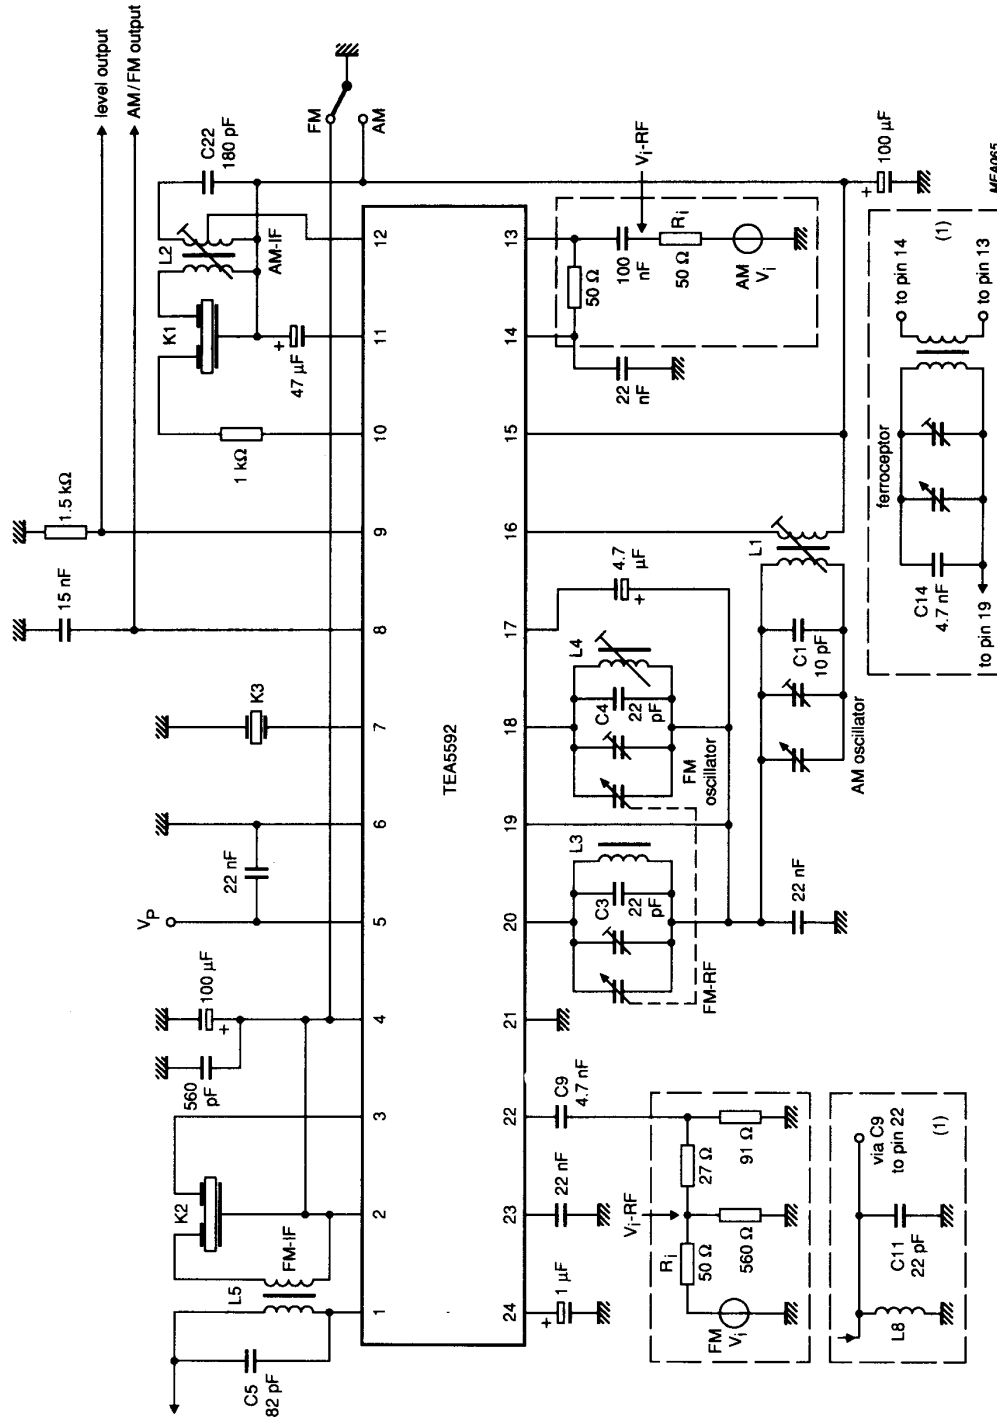 level output
AM/FM output
FM
AM
C22
180 pF
L2
AM-IF
K1
+
47 µF
1 kΩ
1.5 kΩ
15 nF
K3
22 nF
VP
100 µF
+
560
pF
K2
FM-IF
L5
C5
82 pF
1
2
3
4
5
6
7
8
9
10
11
12
TEA5592
24
23
22
21
20
19
18
17
16
15
14
13
+
1 µF
22 nF
C9
4.7 nF
Vi-RF
Ri
50 Ω
27 Ω
560 Ω
91 Ω
FM
Vi
L8
C11
22 pF
via C9
to pin 22
(1)
FM-RF
C3
22
pF
L3
22 nF
FM
oscillator
C4
22
pF
L4
4.7
µF
+
AM oscillator
C1
10 pF
L1
22
nF
50 Ω
100
nF
Vi-RF
Ri
50 Ω
AM
Vi
+
100 µF
ferroceptor
C14
4.7 nF
to pin 19
to pin 14
to pin 13
(1)
MEA065